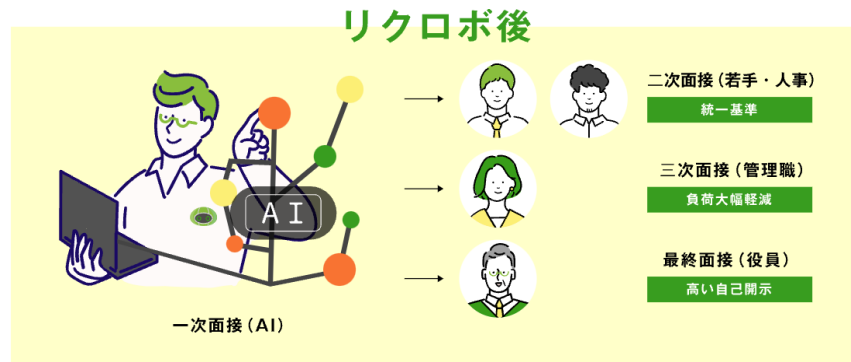 リクロボ後
AI
一次面接（AI）
二次面接（若手・人事）
統一基準
三次面接（管理職）
負荷大幅軽減
最終面接（役員）
高い自己開示